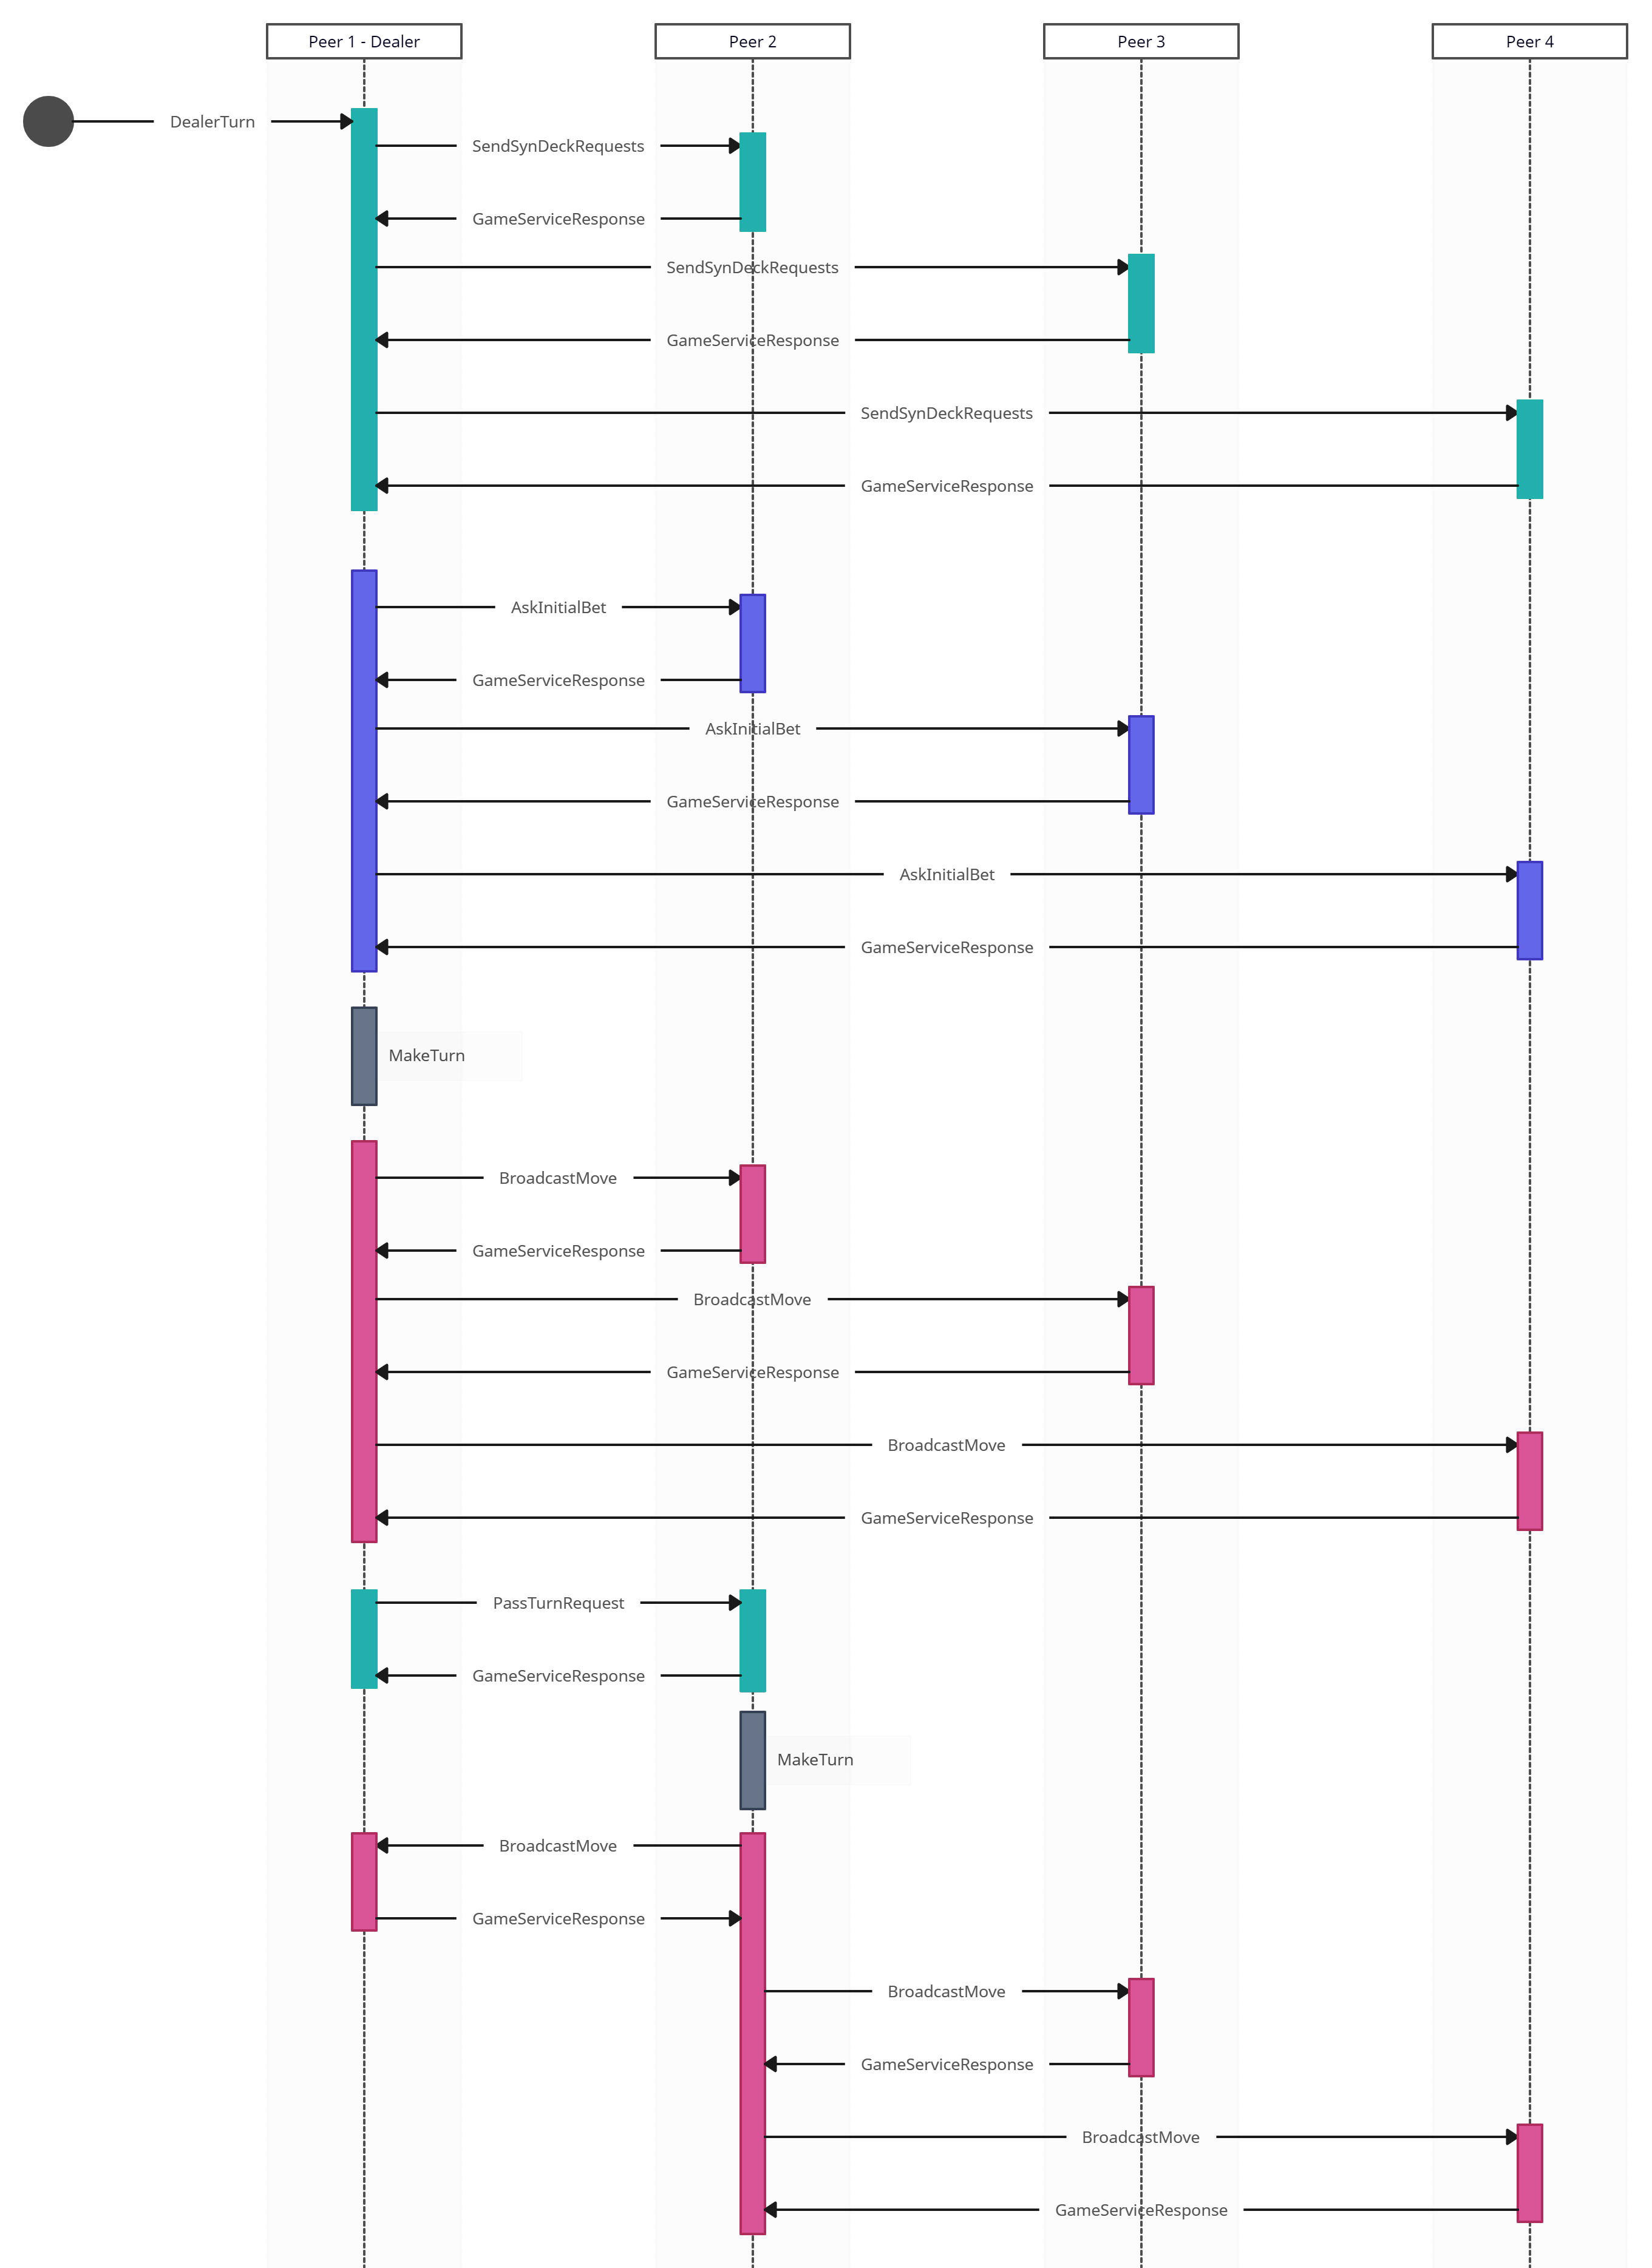 Peer 1 - Dealer
Peer 2
Peer 3
Peer 4
DealerTurn
SendSynDeckRequests
GameServiceResponse
SendSynDeckRequests
GameServiceResponse
SendSynDeckRequests
GameServiceResponse
AskInitialBet
GameServiceResponse
AskInitialBet
GameServiceResponse
AskInitialBet
GameServiceResponse
MakeTurn
BroadcastMove
GameServiceResponse
BroadcastMove
GameServiceResponse
BroadcastMove
GameServiceResponse
PassTurnRequest
GameServiceResponse
MakeTurn
BroadcastMove
GameServiceResponse
BroadcastMove
GameServiceResponse
BroadcastMove
GameServiceResponse